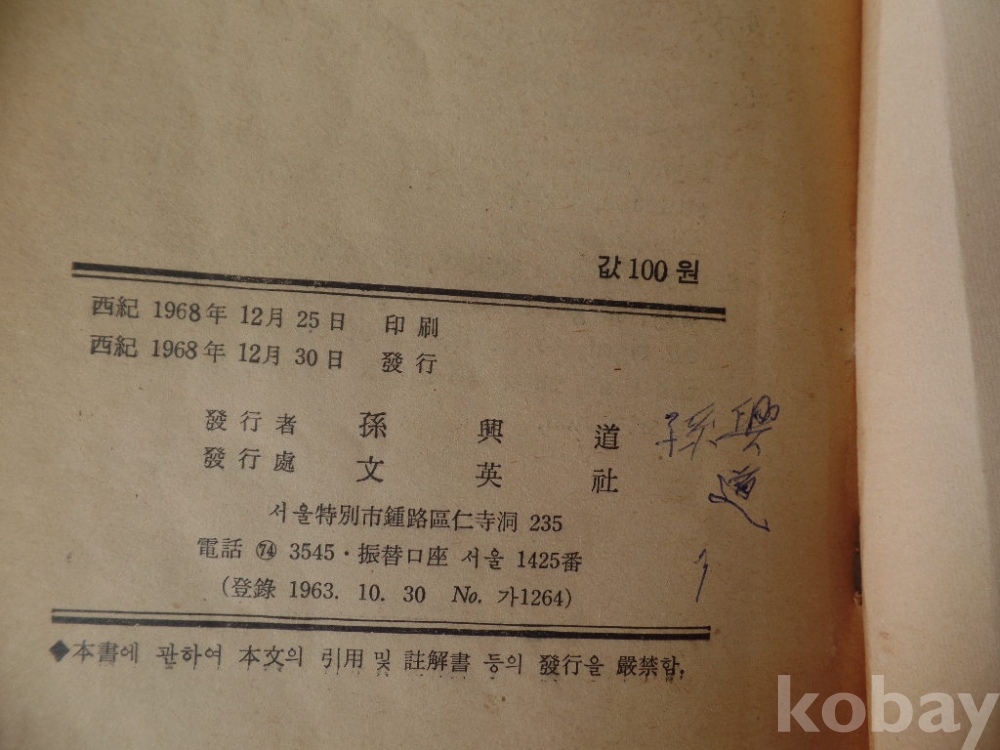 값 100 원
西紀 1968年 12月 25日 印刷
西紀 1968年 12月 30日 發行
發行者 孫興道
孫興
道
發行處 文英社
서울特別市鍾路區仁寺洞 235
電話 ㉔ 3545·振替口座 서울 1425番
(登錄 1963. 10. 30 No. 가1264)
◆本書에 관하여 本文의 引用 및 註解書 등의 發行을 嚴禁함.
kobay